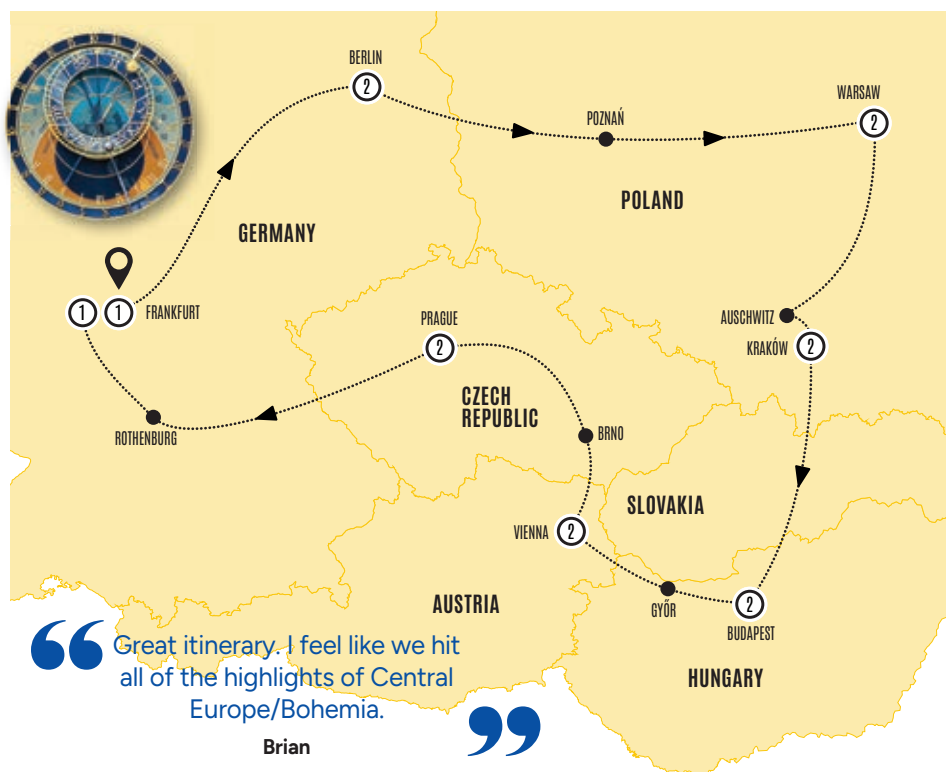 BERLIN
2
POZNAŃ
WARSAW
2
POLAND
GERMANY
1
1
FRANKFURT
PRAGUE
2
AUSCHWITZ
KRAKÓW
2
CZECH
REPUBLIC
ROTHENBURG
BRNO
SLOVAKIA
VIENNA
2
GYŐR
2
BUDAPEST
AUSTRIA
HUNGARY
“
Great itinerary. I feel like we hit
all of the highlights of Central
Europe/Bohemia.
”
Brian